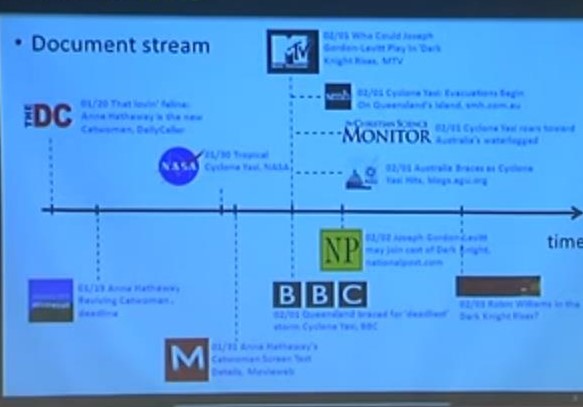 • Document stream
MTV
02/01 Who Could Joseph
Gordon-Levitt Play in 'Dark
Knight Rises, MTV
smh
02/01 Cyclone Yasi: Evacuations Begin
On Queensland's Island, smh.com.au
THE DC
01/20 That lovin' feline:
Anne Hathaway is the new
Catwoman, DailyCaller
THE CHRISTIAN SCIENCE
MONITOR
02/01 Cyclone Yasi roars toward
Australia's waterlogged
NASA
01/30 Tropical
Cyclone Yasi, NASA
02/01 Australia Braces as Cyclone
Yasi Hits, blogs.agu.org
time
NP
02/02 Joseph Gordon-Levitt
may join cast of Dark Knight,
nationalpost.com
01/19 Anne Hathaway
Reviving Catwoman,
deadline
BBC
02/01 Queensland braced for 'deadliest'
storm Cyclone Yasi, BBC
02/03 Robin Williams in the
Dark Knight Rises?
M
01/31 Anne Hathaway's
Catwoman Screen Test
Details, Movieweb